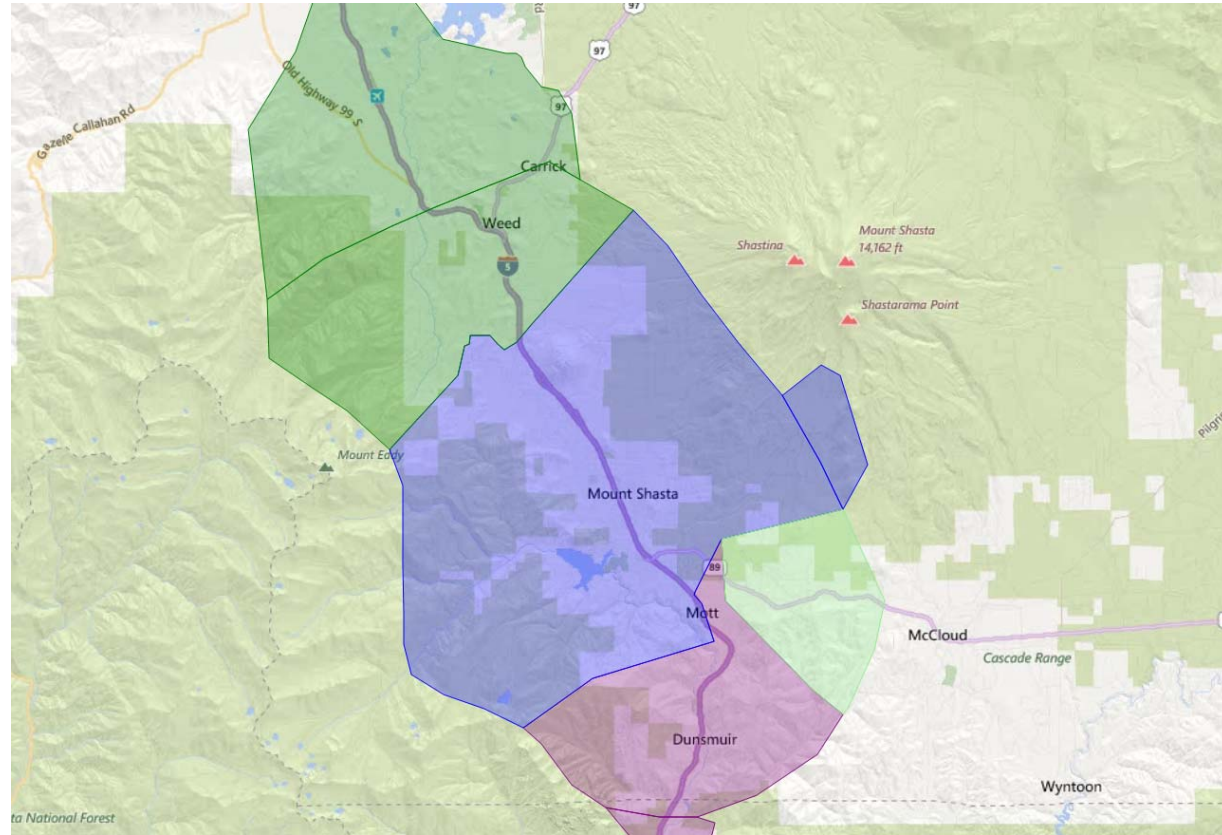 97
97
97
Gazelle Callahan Rd
Old Highway 99 S
Carrick
Weed
5
Shastina
Mount Shasta
14,162 ft
Shastarama Point
Mount Eddy
Mount Shasta
89
Mott
McCloud
Cascade Range
Dunsmuir
Wyntoon
ta National Forest